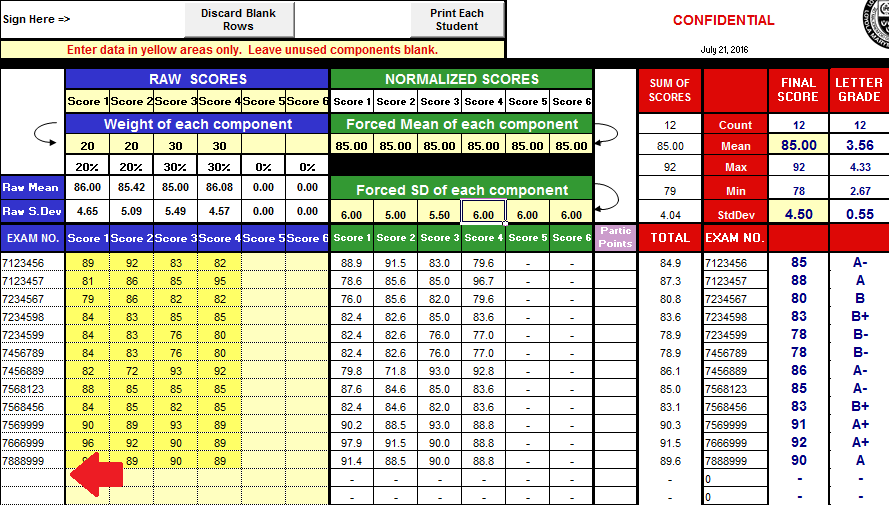 Sign Here =>
Discard Blank
Rows
Print Each
Student
CONFIDENTIAL
Enter data in yellow areas only. Leave unused components blank.
July 21, 2016
RAW SCORES NORMALIZED SCORES SUM OF SCORES FINAL SCORE LETTER GRADE
Score 1 Score 2 Score 3 Score 4 Score 5 Score 6 Score 1 Score 2 Score 3 Score 4 Score 5 Score 6
Weight of each component Forced Mean of each component 12 Count 12 12
20 20 30 30 85.00 85.00 85.00 85.00 85.00 85.00 85.00 Mean 85.00 3.56
20% 20% 30% 30% 0% 0% 92 Max 92 4.33
Raw Mean 86.00 85.42 85.00 86.08 0.00 0.00 Forced SD of each component 79 Min 78 2.67
Raw S.Dev 4.65 5.09 5.49 4.57 0.00 0.00 6.00 5.00 5.50 6.00 6.00 6.00 4.04 StdDev 4.50 0.55
EXAM NO. Score 1 Score 2 Score 3 Score 4 Score 5 Score 6 Score 1 Score 2 Score 3 Score 4 Score 5 Score 6 Partic Points TOTAL EXAM NO.
7123456 89 92 83 82 88.9 91.5 83.0 79.6 - - 84.9 7123456 85 A-
7123457 81 86 85 95 78.6 85.6 85.0 96.7 - - 87.3 7123457 88 A
7234567 79 86 82 82 76.0 85.6 82.0 79.6 - - 80.8 7234567 80 B
7234598 84 83 85 85 82.4 82.6 85.0 83.6 - - 83.6 7234598 83 B+
7234599 84 83 76 80 82.4 82.6 76.0 77.0 - - 78.9 7234599 78 B-
7456789 84 83 76 80 82.4 82.6 76.0 77.0 - - 78.9 7456789 78 B-
7456889 82 72 93 92 79.8 71.8 93.0 92.8 - - 86.1 7456889 86 A-
7568123 88 85 85 85 87.6 84.6 85.0 83.6 - - 85.0 7568123 85 A-
7568456 84 85 82 85 82.4 84.6 82.0 83.6 - - 83.1 7568456 83 B+
7569999 90 89 93 89 90.2 88.5 93.0 88.8 - - 90.3 7569999 91 A+
7666999 96 92 90 89 97.9 91.5 90.0 88.8 - - 91.5 7666999 92 A+
7888999 89 90 89 91.4 88.5 90.0 88.8 - - 89.6 7888999 90 A
- - - - - - - 0 - -
- - - - - - - 0 - -